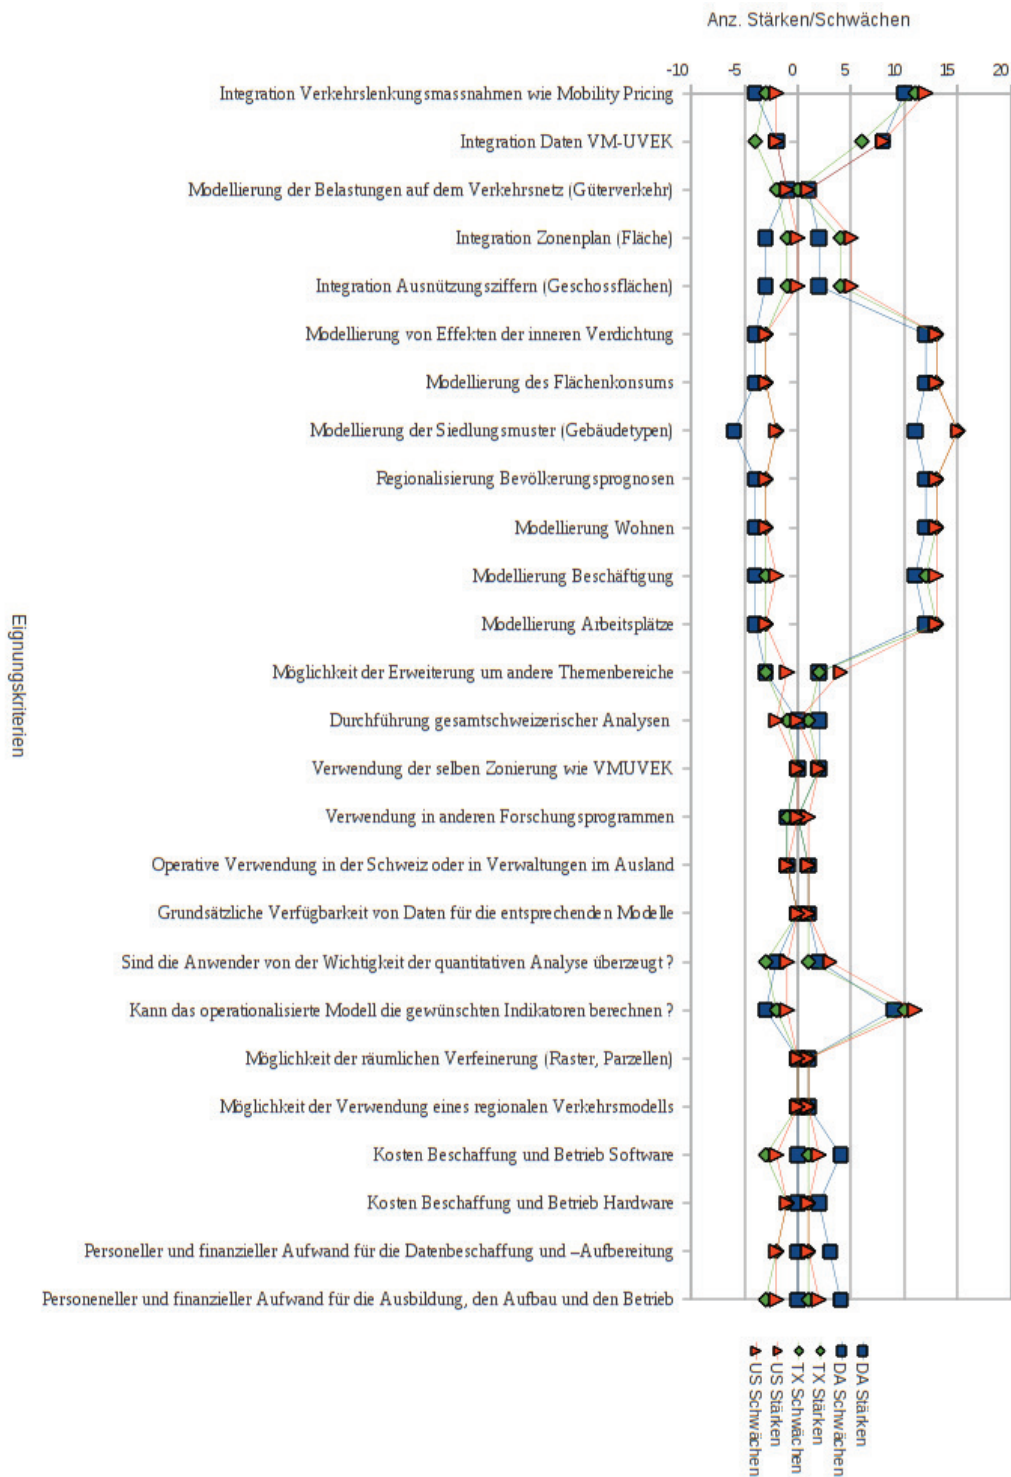 Anz. Stärken/Schwächen
-10 -5 0 5 10 15 20
Integration Verkehrslenkungsmassnahmen wie Mobility Pricing
Integration Daten VM-UVEK
Modellierung der Belastungen auf dem Verkehrsnetz (Güterverkehr)
Integration Zonenplan (Fläche)
Integration Ausnützungsziffern (Geschossflächen)
Modellierung von Effekten der inneren Verdichtung
Modellierung des Flächenkonsums
Modellierung der Siedlungsmuster (Gebäudetypen)
Regionalisierung Bevölkerungsprognosen
Modellierung Wohnen
Modellierung Beschäftigung
Modellierung Arbeitsplätze
Möglichkeit der Erweiterung um andere Themenbereiche
Durchführung gesamtschweizerischer Analysen
Verwendung der selben Zonierung wie VMUVEK
Verwendung in anderen Forschungsprogrammen
Operative Verwendung in der Schweiz oder in Verwaltungen im Ausland
Grundsätzliche Verfügbarkeit von Daten für die entsprechenden Modelle
Sind die Anwender von der Wichtigkeit der quantitativen Analyse überzeugt ?
Kann das operationalisierte Modell die gewünschten Indikatoren berechnen ?
Möglichkeit der räumlichen Verfeinerung (Raster, Parzellen)
Möglichkeit der Verwendung eines regionalen Verkehrsmodells
Kosten Beschaffung und Betrieb Software
Kosten Beschaffung und Betrieb Hardware
Personeller und finanzieller Aufwand für die Datenbeschaffung und –Aufbereitung
Personeneller und finanzieller Aufwand für die Ausbildung, den Aufbau und den Betrieb
Eignungskriterien
DA Stärken
DA Schwächen
TX Stärken
TX Schwächen
US Stärken
US Schwächen